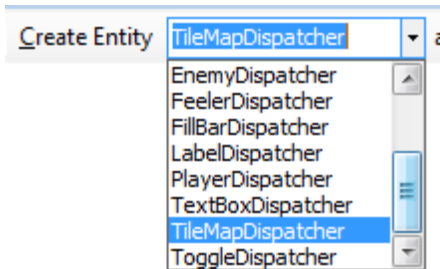 Create Entity TileMapDispatcher a
EnemyDispatcher
FeelerDispatcher
FillBarDispatcher
LabelDispatcher
PlayerDispatcher
TextBoxDispatcher
TileMapDispatcher
ToggleDispatcher